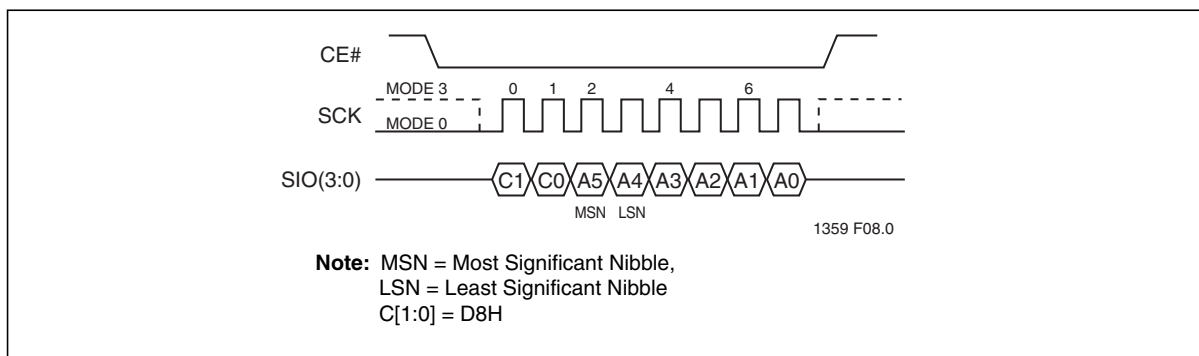 CE#
MODE 3 0 1 2 4 6
SCK
MODE 0
SIO(3:0) C1 C0 A5 A4 A3 A2 A1 A0
MSN LSN
1359 F08.0
Note: MSN = Most Significant Nibble,
LSN = Least Significant Nibble
C[1:0] = D8H